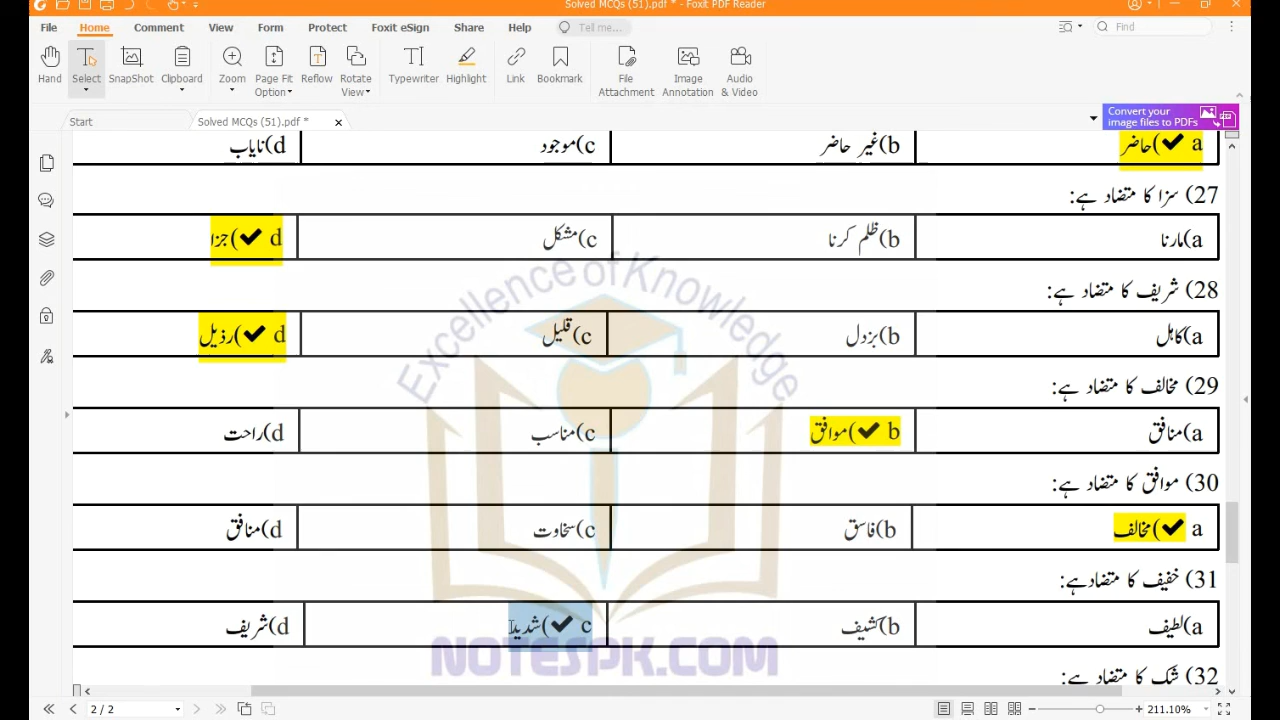 Solved MCQs (51).pdf * - Foxit PDF Reader
File Home Comment View Form Protect Foxit eSign Share Help Tell me... Find
Hand Select SnapShot Clipboard Zoom Page Fit Option Reflow Rotate View Typewriter Highlight Link Bookmark File Attachment Image Annotation Audio & Video
Start Solved MCQs (51).pdf * Convert your image files to PDFs
a ✔)حاضر b)غیر حاضر c)موجود d)نایاب
27) سزا کا متضاد ہے:
a)مارنا b)ظلم کرنا c)مشکل d ✔)جزا
28) شریف کا متضاد ہے:
a)کاہل b)بزدل c)قلیل d ✔)رذیل
29) مخالف کا متضاد ہے:
a)منافق b ✔)موافق c)مناسب d)راحت
30) موافق کا متضاد ہے:
a ✔)مخالف b)فاسق c)سخاوت d)منافق
31) خفیف کا متضادہے:
a)لطیف b)کثیف c ✔)شدید d)شریف
32) شک کا متضاد ہے:
Excellence of Knowledge
NOTESPK.COM
2 / 2 211.10%